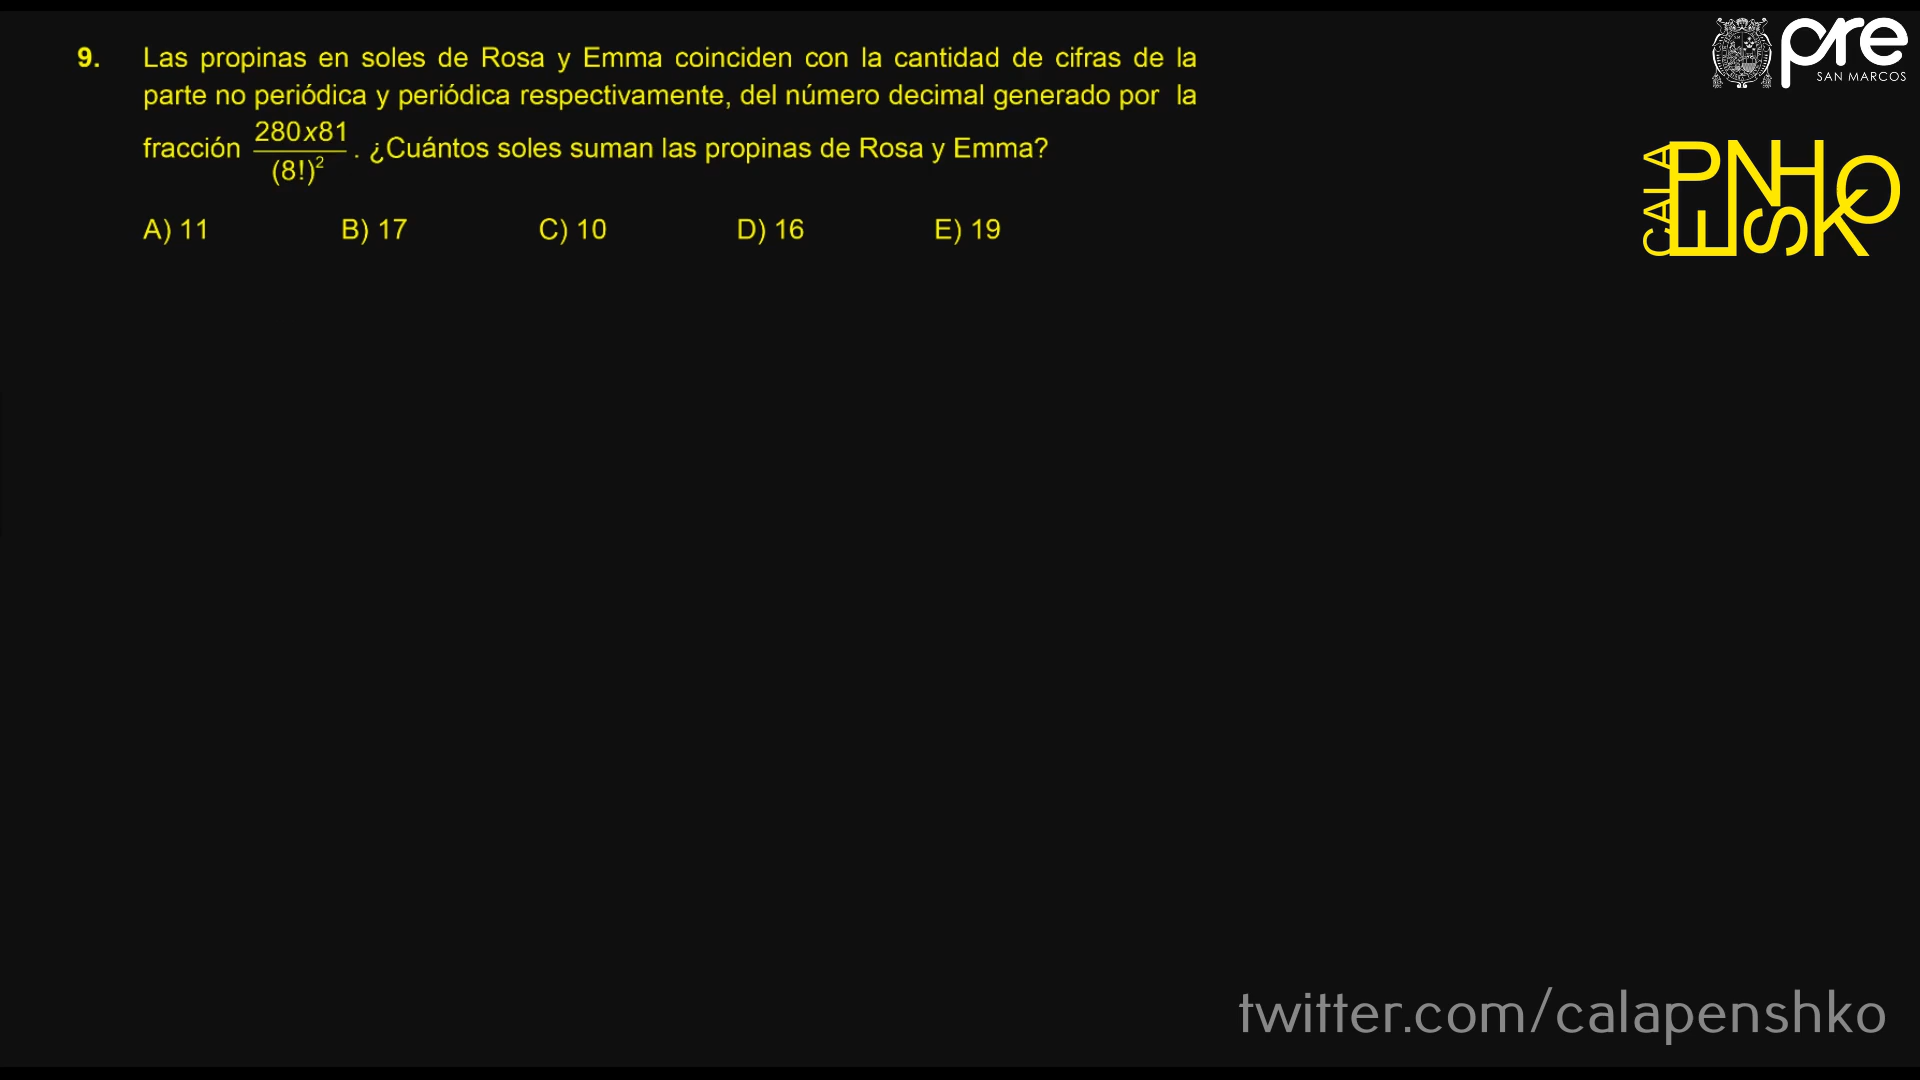 9. Las propinas en soles de Rosa y Emma coinciden con la cantidad de cifras de la
parte no periódica y periódica respectivamente, del número decimal generado por la
fracción 280x81/(8!)². ¿Cuántos soles suman las propinas de Rosa y Emma?
A) 11 B) 17 C) 10 D) 16 E) 19
pre
SAN MARCOS
CALA
PENSHKO
twitter.com/calapenshko